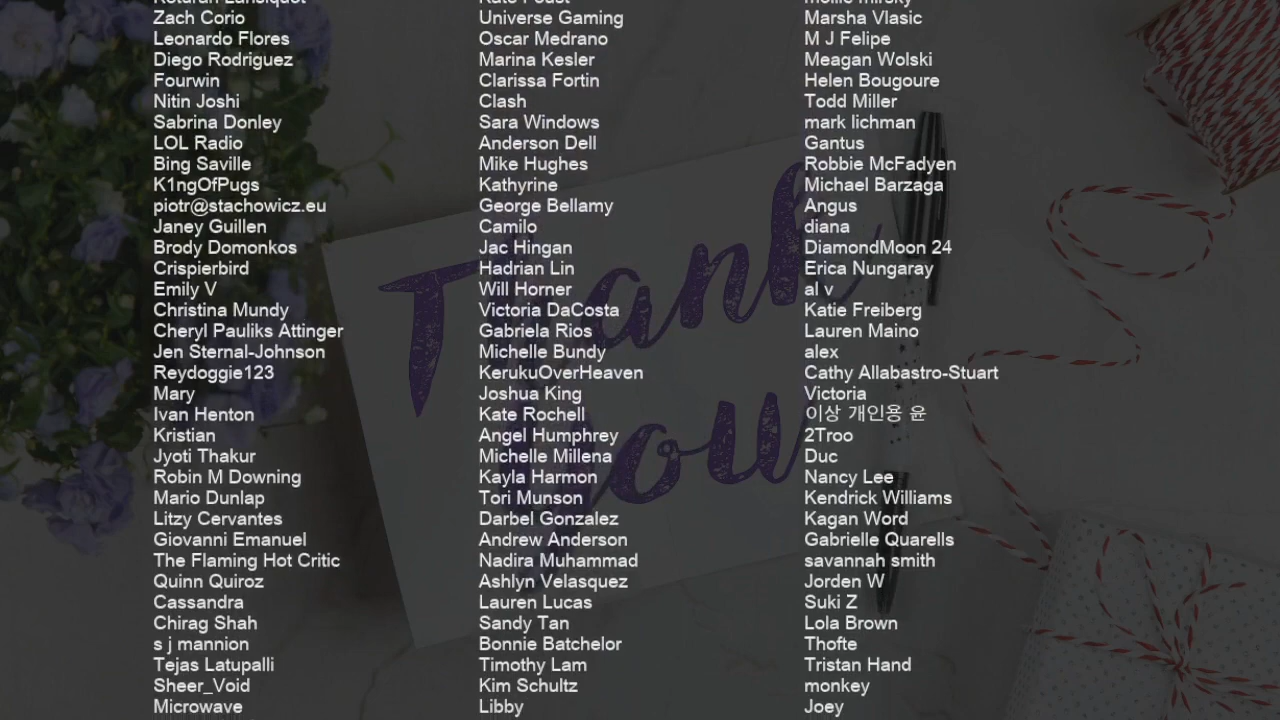 Zach Corio
Leonardo Flores
Diego Rodriguez
Fourwin
Nitin Joshi
Sabrina Donley
LOL Radio
Bing Saville
K1ngOfPugs
piotr@stachowicz.eu
Janey Guillen
Brody Domonkos
Crispierbird
Emily V
Christina Mundy
Cheryl Pauliks Attinger
Jen Sternal-Johnson
Reydoggie123
Mary
Ivan Henton
Kristian
Jyoti Thakur
Robin M Downing
Mario Dunlap
Litzy Cervantes
Giovanni Emanuel
The Flaming Hot Critic
Quinn Quiroz
Cassandra
Chirag Shah
s j mannion
Tejas Latupalli
Sheer_Void
Microwave
Universe Gaming
Oscar Medrano
Marina Kesler
Clarissa Fortin
Clash
Sara Windows
Anderson Dell
Mike Hughes
Kathyrine
George Bellamy
Camilo
Jac Hingan
Hadrian Lin
Will Horner
Victoria DaCosta
Gabriela Rios
Michelle Bundy
KerukuOverHeaven
Joshua King
Kate Rochell
Angel Humphrey
Michelle Millena
Kayla Harmon
Tori Munson
Darbel Gonzalez
Andrew Anderson
Nadira Muhammad
Ashlyn Velasquez
Lauren Lucas
Sandy Tan
Bonnie Batchelor
Timothy Lam
Kim Schultz
Libby
Marsha Vlasic
M J Felipe
Meagan Wolski
Helen Bougoure
Todd Miller
mark lichman
Gantus
Robbie McFadyen
Michael Barzaga
Angus
diana
DiamondMoon 24
Erica Nungaray
al v
Katie Freiberg
Lauren Maino
alex
Cathy Allabastro-Stuart
Victoria
이상 개인용 윤
2Troo
Duc
Nancy Lee
Kendrick Williams
Kagan Word
Gabrielle Quarells
savannah smith
Jorden W
Suki Z
Lola Brown
Thofte
Tristan Hand
monkey
Joey
Thank
You